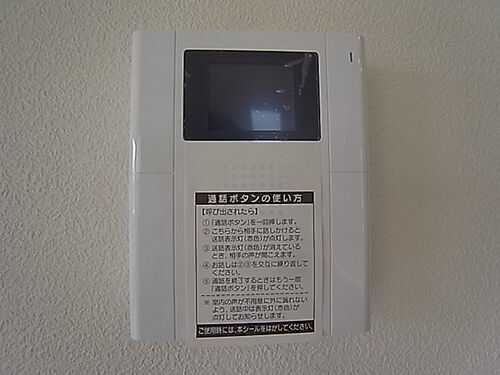 通話ボタンの使い方
【呼び出されたら】
①「通話ボタン」を一回押します。
②こちらから相手に話しかけると
送話表示灯(赤色)が点灯します。
③送話表示灯(赤色)が消えている
とき、相手の声が聞こえます。
④お話しは②③を交互に繰り返して
ください。
⑤通話を終了するときはもう一度
「通話ボタン」を押してください。
※室内の声が不用意に外に漏れない
よう、送話中は表示灯(赤色)が
点灯してお知らせします。
ご使用時には、本シールをはがしてください。